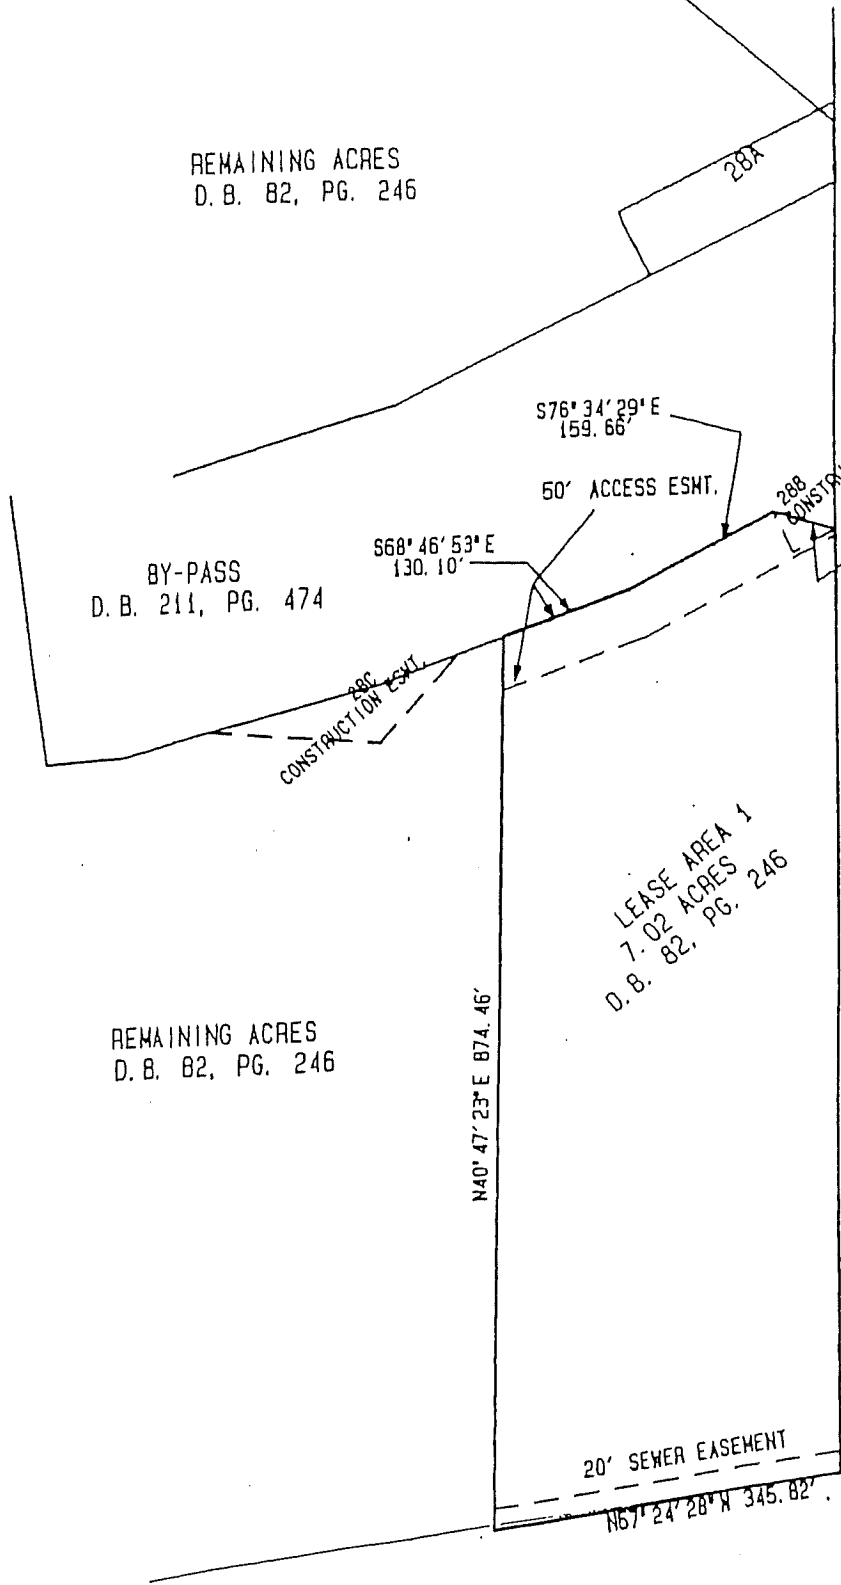 REMAINING ACRES
D. B. 82, PG. 246
28A
S76° 34′ 29″ E
159. 66′
50′ ACCESS ESMT.
28B
S68° 46′ 53″ E
130. 10′
BY-PASS
D. B. 211, PG. 474
28C
CONSTRUCTION ESMT.
LEASE AREA 1
7. 02 ACRES
D. B. 82, PG. 246
N40° 47′ 23″ E 874. 46′
REMAINING ACRES
D. B. 82, PG. 246
20′ SEWER EASEMENT
N67° 24′ 28″ W 345. 82′